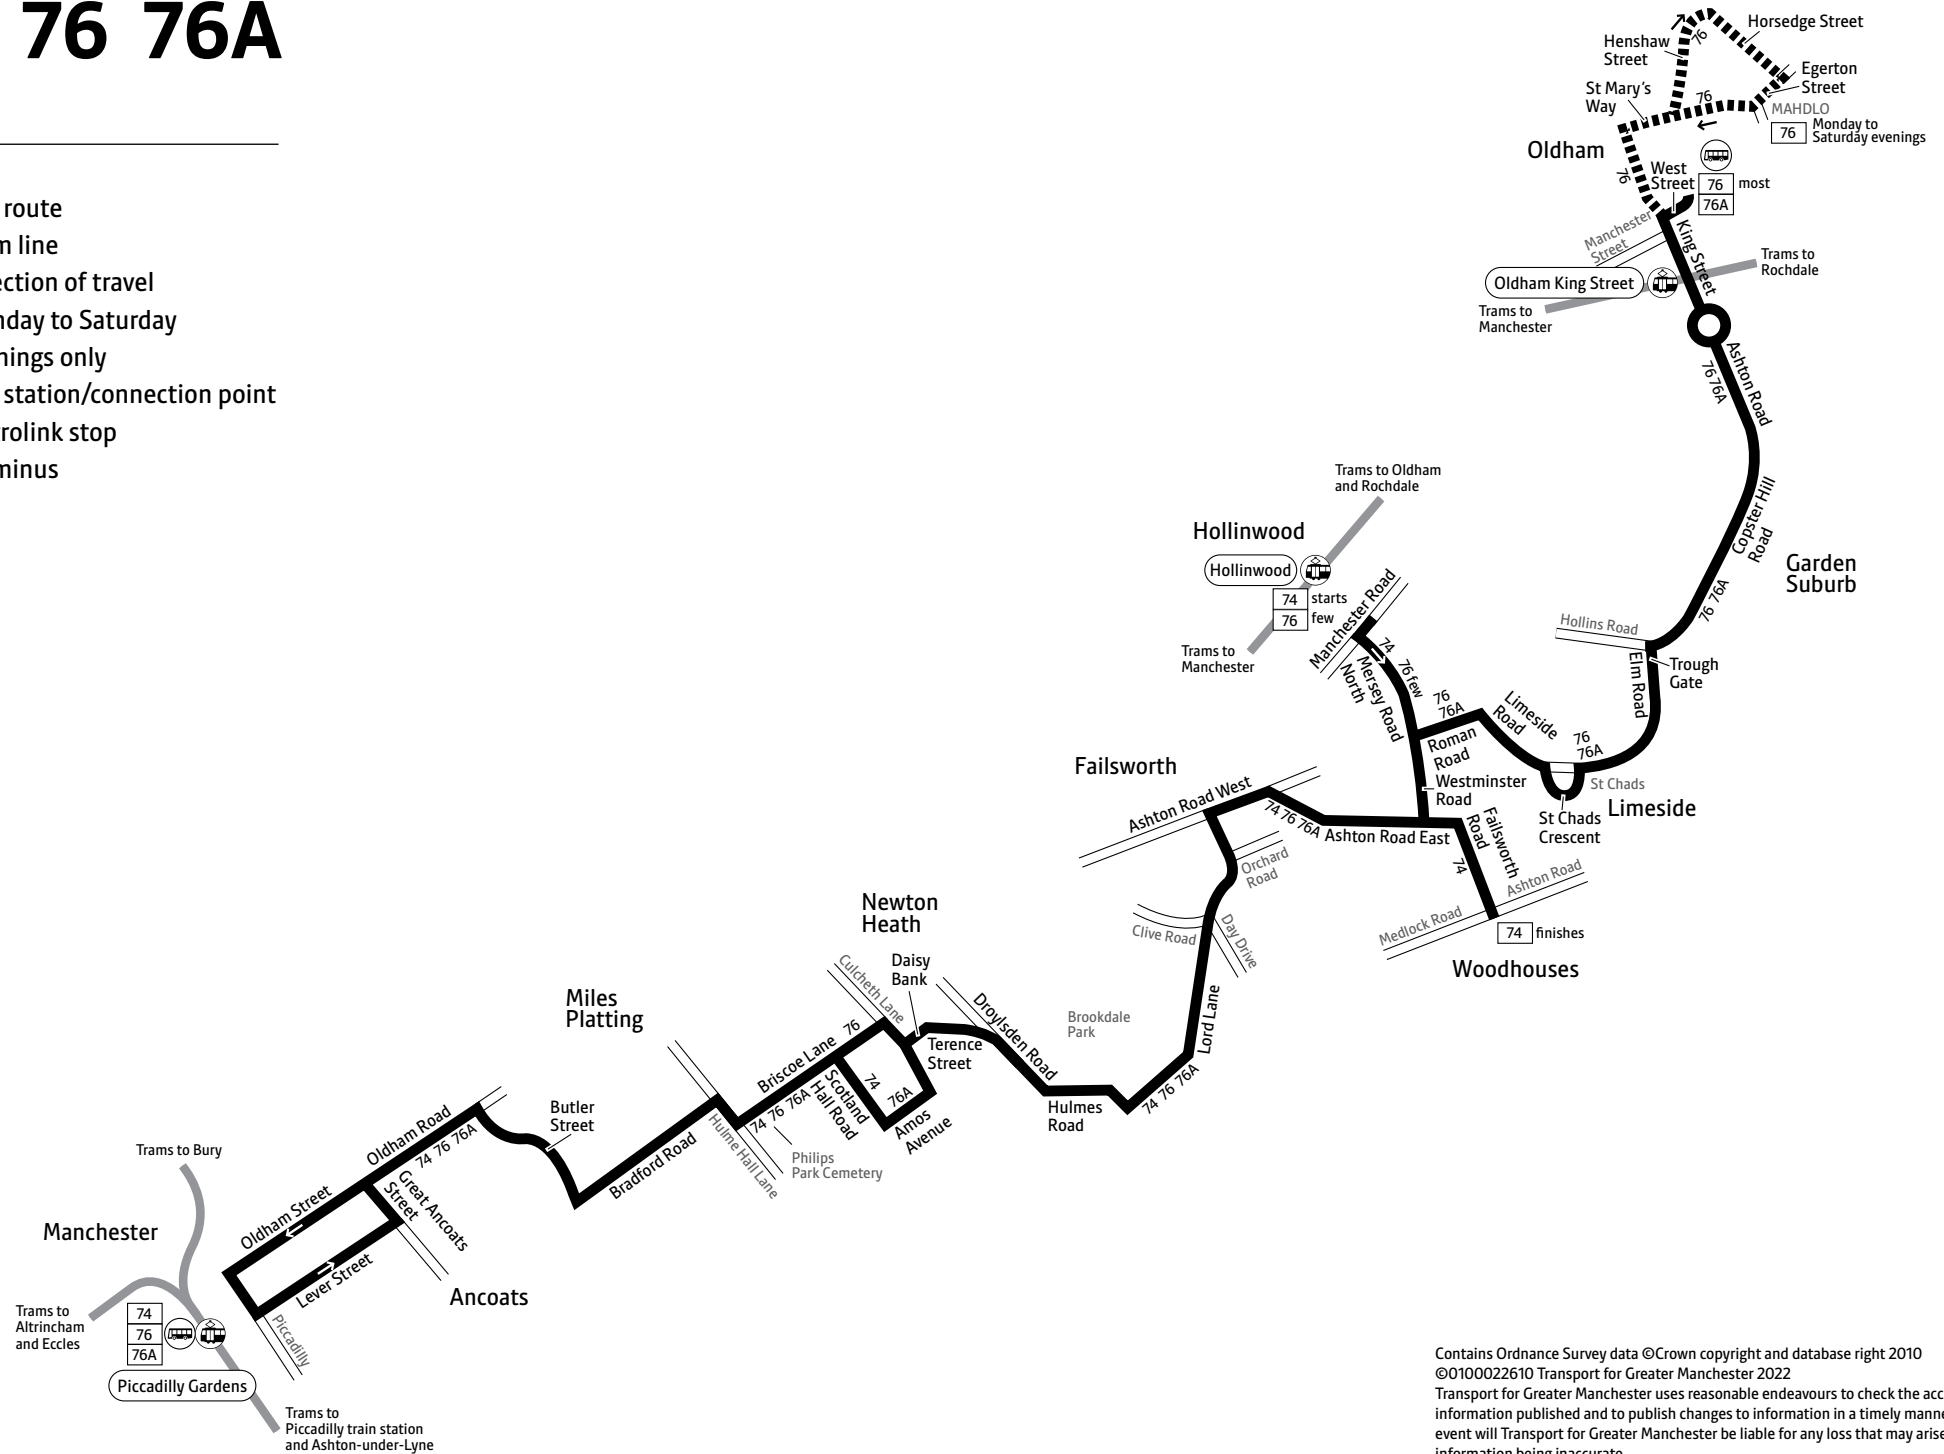 76 76A
route
m line
ection of travel
nday to Saturday
nings only
station/connection point
rolink stop
minus
Horsedge Street
Henshaw
Street
76
Egerton
Street
St Mary's
Way
76
MAHDLO
76
Monday to
Saturday evenings
Oldham
76
West
Street
76
most
76A
Manchester
Street
King Street
Oldham King Street
Trams to
Rochdale
Trams to
Manchester
Ashton Road
76 76A
Copster Hill
Road
Garden
Suburb
76 76A
Trams to Oldham
and Rochdale
Hollinwood
Hollinwood
74
starts
76
few
Trams to
Manchester
Manchester Road
74
76 few
Mersey Road
North
Hollins Road
Elm Road
Trough
Gate
76
76A
Limeside
Road
Roman
Road
76
76A
St Chads
Westminster
Road
St Chads
Crescent
Limeside
Failsworth
Ashton Road West
74 76 76A
Ashton Road East
Failsworth
Road
74
Orchard
Road
Ashton Road
Medlock Road
74
finishes
Woodhouses
Clive Road
Day Drive
Newton
Heath
Daisy
Bank
Culcheth Lane
Droylsden Road
Brookdale
Park
Lord Lane
Miles
Platting
Briscoe Lane
76
Terence
Street
74
76A
Scotland
Hall Road
Amos
Avenue
74 76 76A
Hulmes
Road
74 76 76A
Butler
Street
Bradford Road
Hulme Hall Lane
Philips
Park Cemetery
Oldham Road
74 76 76A
Great Ancoats
Street
Trams to Bury
Oldham Street
Manchester
Lever Street
Ancoats
Piccadilly
Trams to
Altrincham
and Eccles
74
76
76A
Piccadilly Gardens
Trams to
Piccadilly train station
and Ashton-under-Lyne
Contains Ordnance Survey data ©Crown copyright and database right 2010
©0100022610 Transport for Greater Manchester 2022
Transport for Greater Manchester uses reasonable endeavours to check the acc
information published and to publish changes to information in a timely manne
event will Transport for Greater Manchester be liable for any loss that may arise
information being inaccurate